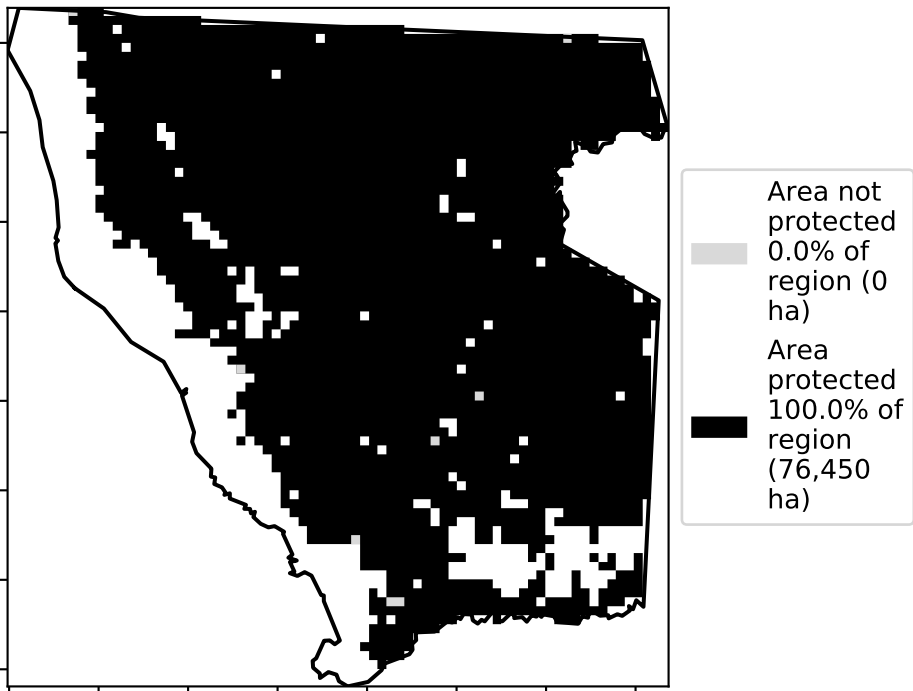 Area not
protected
0.0% of
region (0
ha)
Area
protected
100.0% of
region
(76,450
ha)